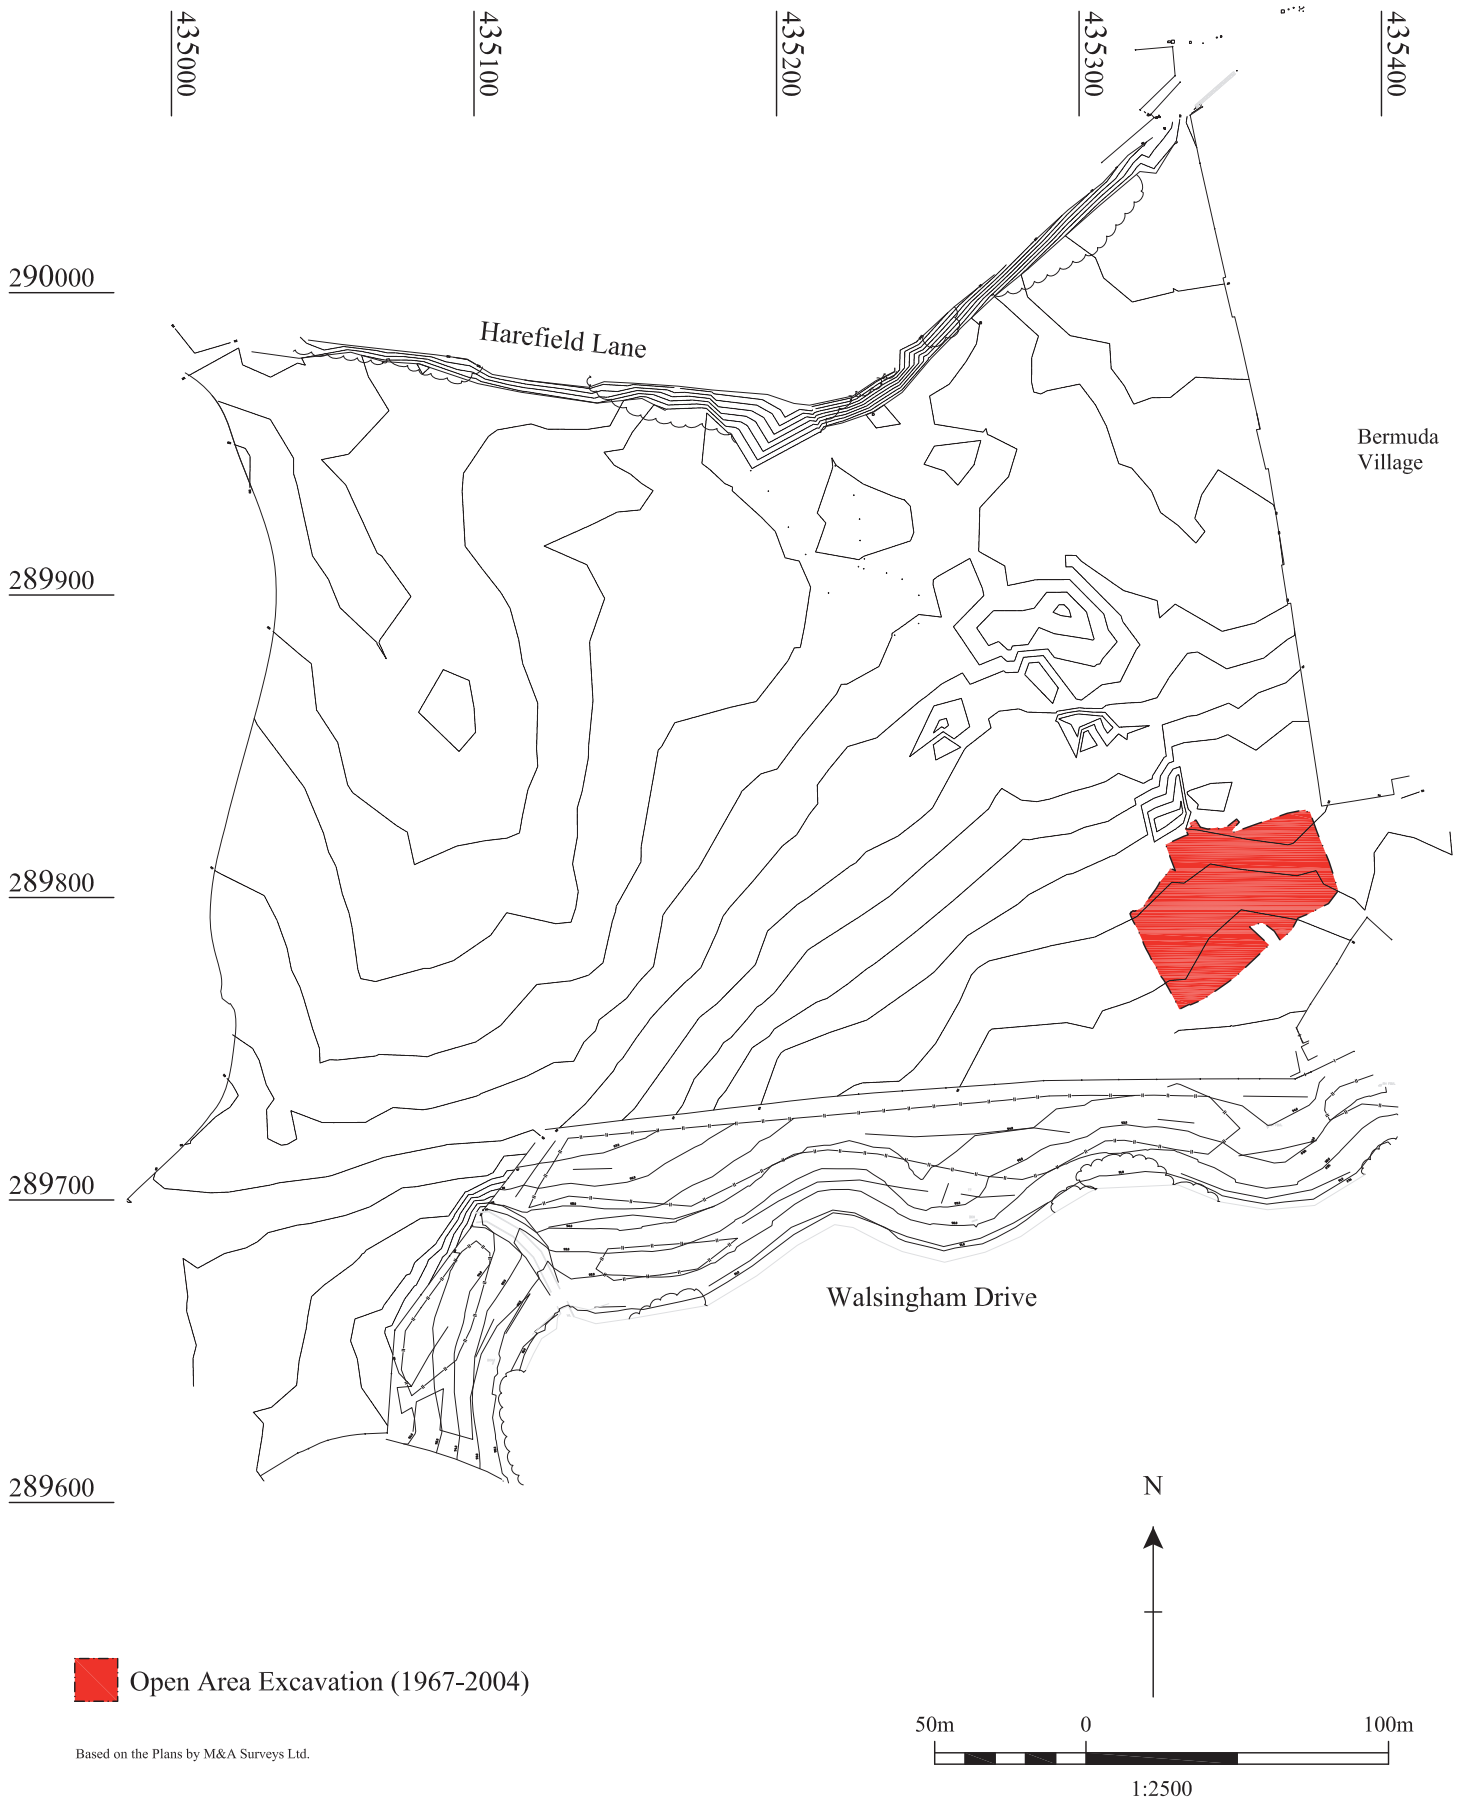 435000
435100
435200
435300
435400
290000
Harefield Lane
Bermuda
Village
289900
289800
289700
Walsingham Drive
289600
N
Open Area Excavation (1967-2004)
50m 0 100m
Based on the Plans by M&A Surveys Ltd.
1:2500